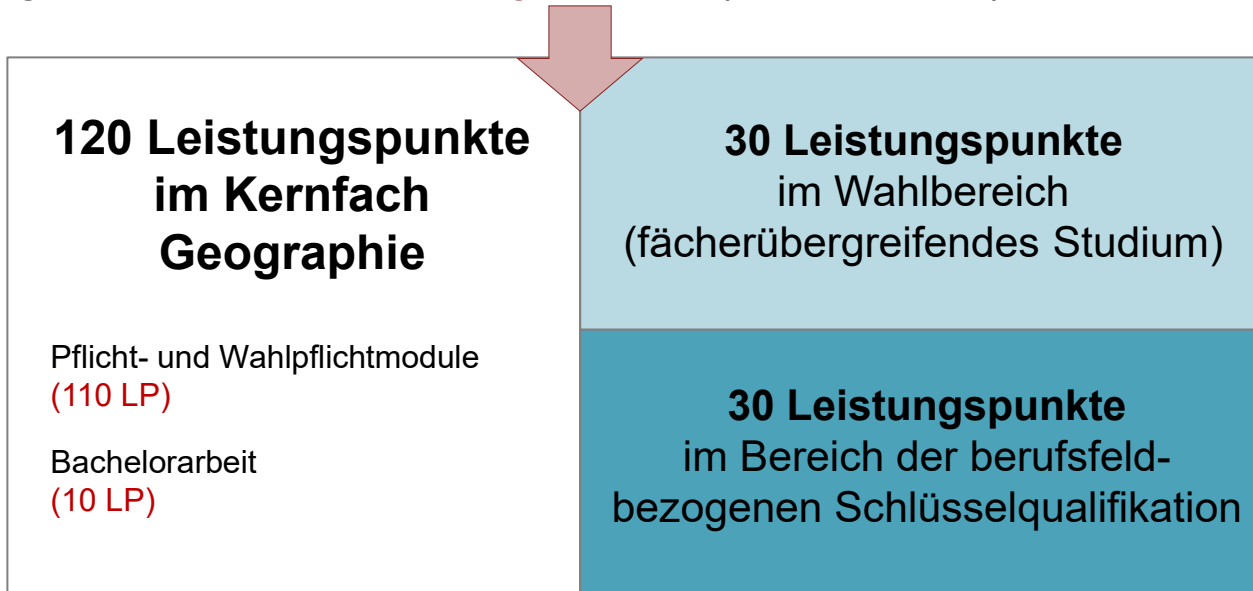 120 Leistungspunkte
im Kernfach
Geographie
Pflicht- und Wahlpflichtmodule
(110 LP)
Bachelorarbeit
(10 LP)
30 Leistungspunkte
im Wahlbereich
(fächerübergreifendes Studium)
30 Leistungspunkte
im Bereich der berufsfeld-
bezogenen Schlüsselqualifikation